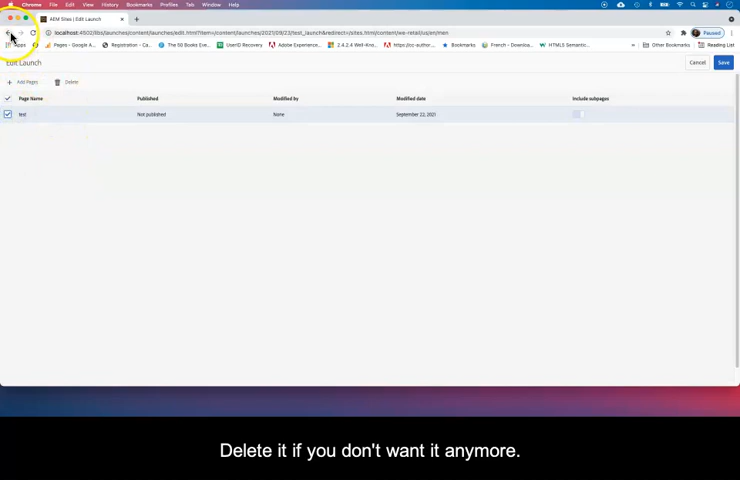 Chrome File Edit View History Bookmarks Profiles Tab Window Help
AEM Sites | Edit Launch
localhost:4502/libs/launches/content/launches/edit.html?item=/content/launches/2021/09/23/test_launch&redirect=/sites.html/content/we-retail/us/en/men
Paused
Apps Pages - Google A... Registration - Ca... The 50 Books Eve... UserID Recovery Adobe Experience... 2.4.2.4 Well-Know... https://co-author... Bookmarks French - Downloa... HTML5 Semantic... Other Bookmarks Reading List
Edit Launch
Cancel
Save
Add Pages
Delete
Page Name Published Modified by Modified date Include subpages
test Not published None September 22, 2021
Delete it if you don't want it anymore.